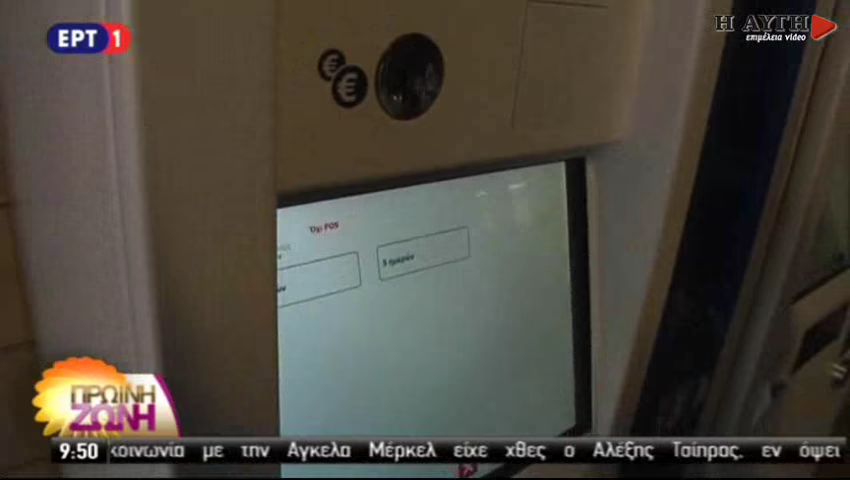 ΕΡΤ 1
Η ΑΥΓΗ
επιμέλεια video
€
€
Όχι POS
5 ημερών
ΠΡΩΙΝΗ
ΖΩΝΗ
9:50 κοινωνία με την Αγκελα Μέρκελ είχε χθες ο Αλέξης Τσίπρας, εν όψει